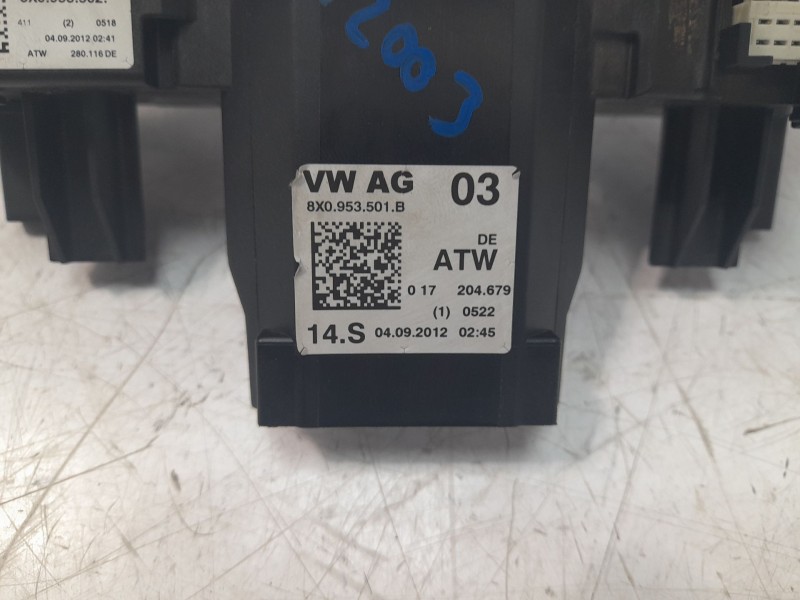 411 (2) 0518
04.09.2012 02:41
ATW 280.116 DE
2003
VW AG 03
8X0.953.501.B
DE
ATW
0 17 204.679
(1) 0522
14.S 04.09.2012 02:45